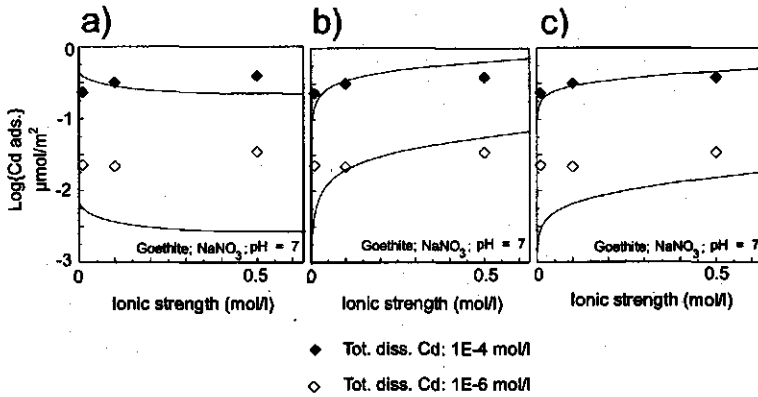 a) b) c)
0
-1
-2
-3
Log{Cd ads.}
μmol/m²
Goethite; NaNO₃; pH = 7
Goethite; NaNO₃; pH = 7
Goethite; NaNO₃; pH = 7
0 0.5 0 0.5 0 0.5
Ionic strength (mol/l) Ionic strength (mol/l) Ionic strength (mol/l)
◆ Tot. diss. Cd: 1E-4 mol/l
◇ Tot. diss. Cd: 1E-6 mol/l